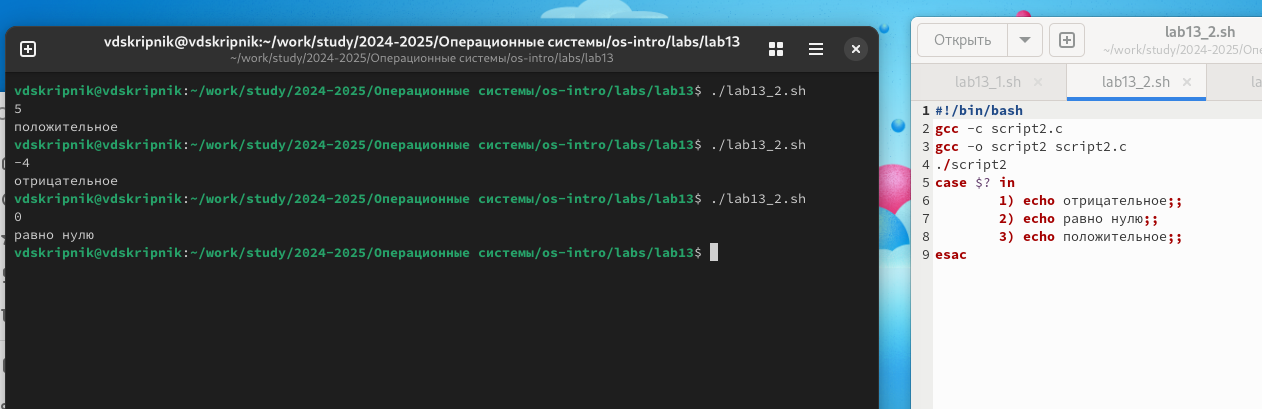 vdskripnik@vdskripnik:~/work/study/2024-2025/Операционные системы/os-intro/labs/lab13
~/work/study/2024-2025/Операционные системы/os-intro/labs/lab13
vdskripnik@vdskripnik:~/work/study/2024-2025/Операционные системы/os-intro/labs/lab13$ ./lab13_2.sh
5
положительное
vdskripnik@vdskripnik:~/work/study/2024-2025/Операционные системы/os-intro/labs/lab13$ ./lab13_2.sh
-4
отрицательное
vdskripnik@vdskripnik:~/work/study/2024-2025/Операционные системы/os-intro/labs/lab13$ ./lab13_2.sh
0
равно нулю
vdskripnik@vdskripnik:~/work/study/2024-2025/Операционные системы/os-intro/labs/lab13$
Открыть
lab13_2.sh
~/work/study/2024-2025/Опе
lab13_1.sh
lab13_2.sh
la
1 #!/bin/bash
2 gcc -c script2.c
3 gcc -o script2 script2.c
4 ./script2
5 case $? in
6 1) echo отрицательное;;
7 2) echo равно нулю;;
8 3) echo положительное;;
9 esac